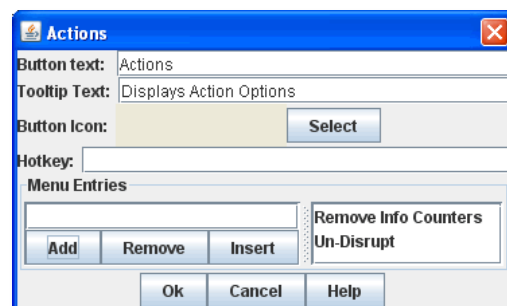 Actions
Button text: Actions
Tooltip Text: Displays Action Options
Button Icon: Select
Hotkey:
Menu Entries
Remove Info Counters
Un-Disrupt
Add Remove Insert
Ok Cancel Help